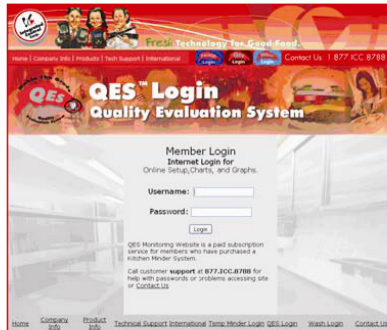 Fresh Technology for Good Food.
Home | Company Info | Products | Tech Support | International
Login Login Login
Contact Us 1.877 ICC 8788
QES
QES™ Login
Quality Evaluation System
Member Login
Internet Login for
Online Setup,Charts, and Graphs.
Username:
Password:
Login
QES Monitoring Website is a paid subscription
service for members who have purchased a
Kitchen Minder System.
Call customer support at 877.ICC.8788 for
help with passwords or problems accessing site
or Contact Us
Home Company Info Product Info Technical Support International Temp Minder Login QES Login Wash Login Contact Us